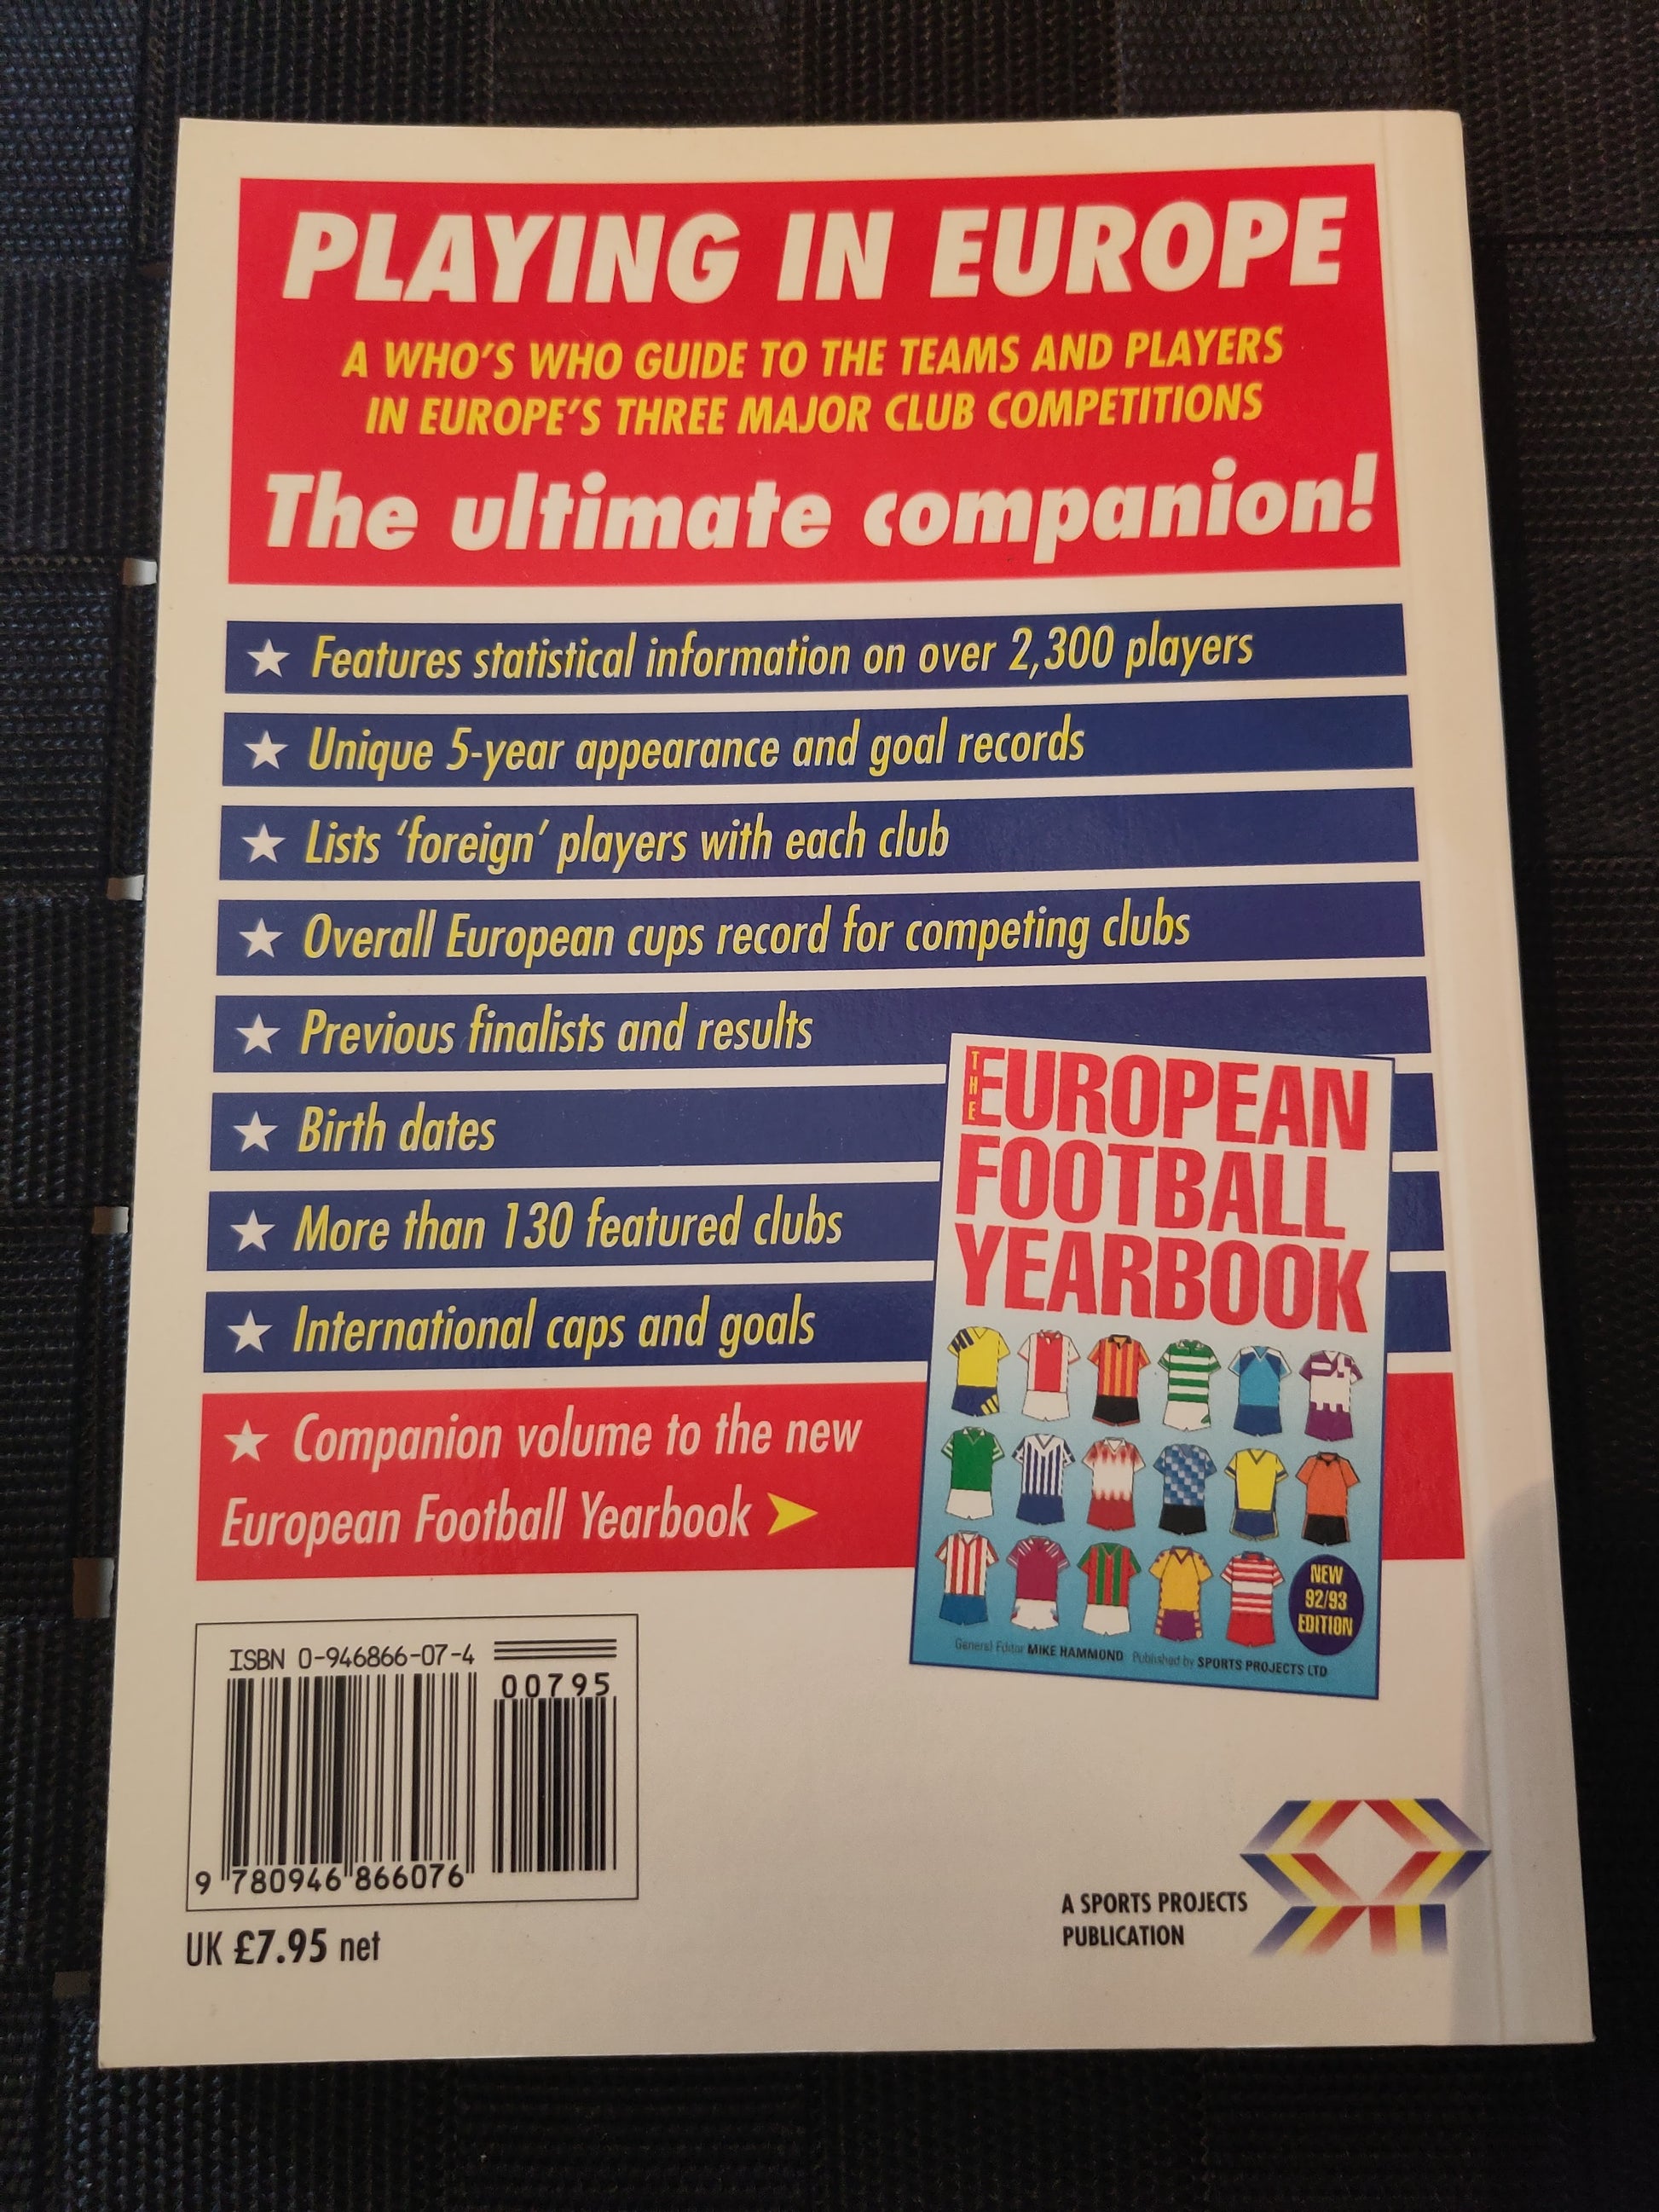 PLAYING IN EUROPE
A WHO'S WHO GUIDE TO THE TEAMS AND PLAYERS
IN EUROPE'S THREE MAJOR CLUB COMPETITIONS
The ultimate companion!
★ Features statistical information on over 2,300 players
★ Unique 5-year appearance and goal records
★ Lists ‘foreign’ players with each club
★ Overall European cups record for competing clubs
★ Previous finalists and results
★ Birth dates
★ More than 130 featured clubs
★ International caps and goals
★ Companion volume to the new
European Football Yearbook ➤
THE EUROPEAN
FOOTBALL
YEARBOOK
NEW
92/93
EDITION
General Editor MIKE HAMMOND Published by SPORTS PROJECTS LTD
ISBN 0-946866-07-4
00795
9 780946 866076
UK £7.95 net
A SPORTS PROJECTS
PUBLICATION